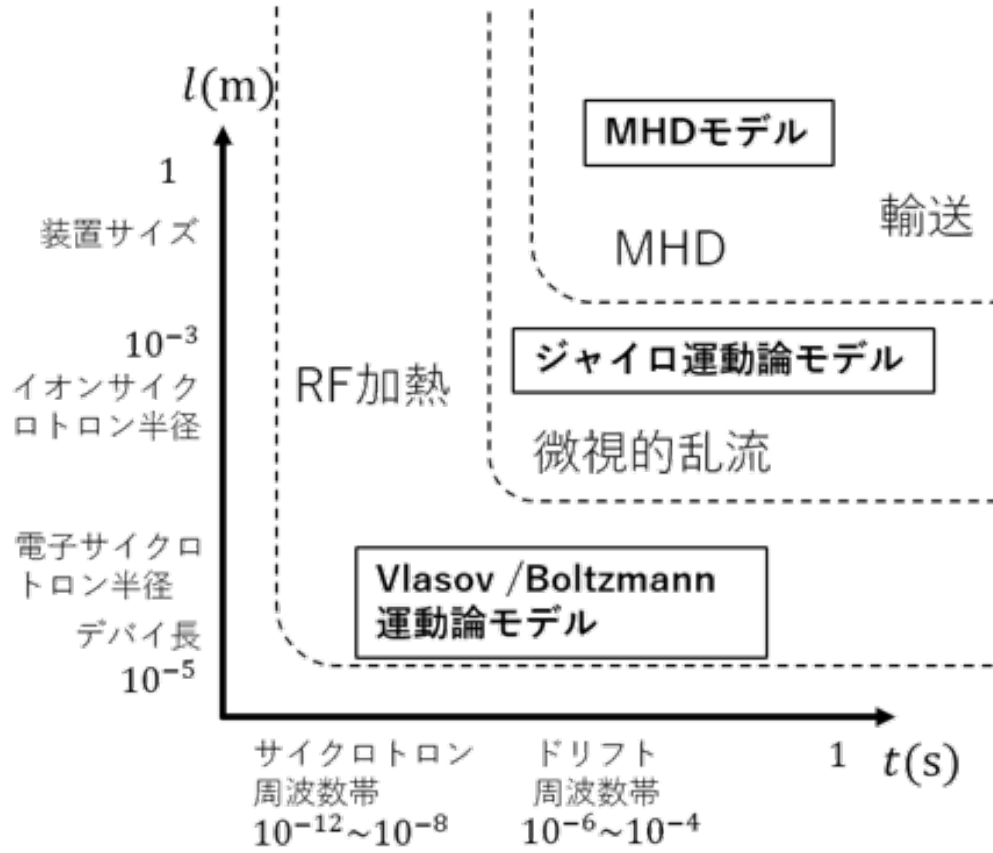 l(m)
1
装置サイズ
10⁻³
イオンサイク
ロトロン半径
電子サイクロ
トロン半径
デバイ長
10⁻⁵
MHDモデル
輸送
MHD
ジャイロ運動論モデル
RF加熱
微視的乱流
Vlasov /Boltzmann
運動論モデル
サイクロトロン
周波数帯
10⁻¹²~10⁻⁸
ドリフト
周波数帯
10⁻⁶~10⁻⁴
1
t(s)